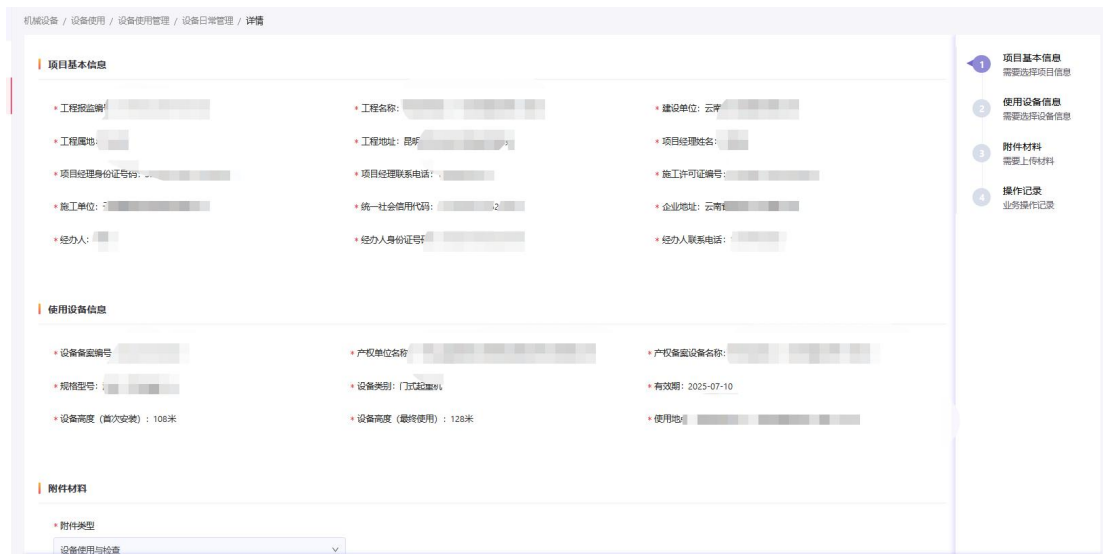 机械设备 / 设备使用 / 设备使用管理 / 设备日常管理 / 详情
项目基本信息
* 工程报监编号
* 工程名称:
* 建设单位: 云南
* 工程属地:
* 工程地址: 昆明
* 项目经理姓名:
* 项目经理身份证号码:
* 项目经理联系电话:
* 施工许可证编号:
* 施工单位:
* 统一社会信用代码:
* 企业地址: 云南
* 经办人:
* 经办人身份证号码
* 经办人联系电话:
使用设备信息
* 设备备案编号
* 产权单位名称
* 产权备案设备名称:
* 规格型号:
* 设备类别: 门式起重机
* 有效期: 2025-07-10
* 设备高度（首次安装）: 108米
* 设备高度（最终使用）: 128米
* 使用地
附件材料
* 附件类型
设备使用与检查
1
项目基本信息
需要选择项目信息
2
使用设备信息
需要选择设备信息
3
附件材料
需要上传材料
4
操作记录
业务操作记录